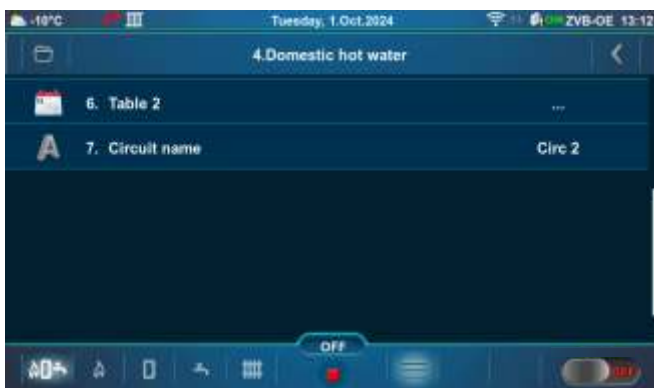 -10°C Tuesday, 1.Oct.2024 ZVB-OE 13:12
4.Domestic hot water
6. Table 2 ...
7. Circuit name Circ 2
OFF
OFF